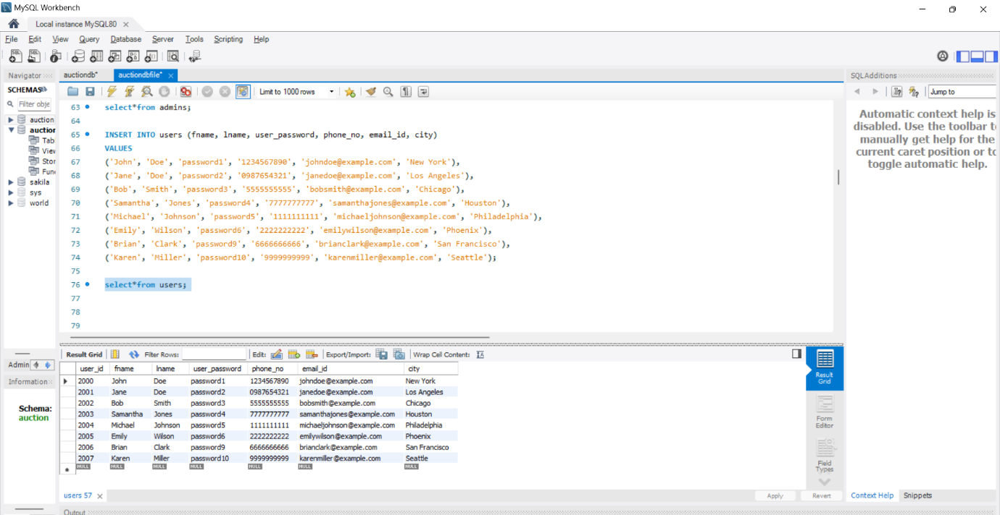 MySQL Workbench
Local instance MySQL80
File Edit View Query Database Server Tools Scripting Help
Navigator
SCHEMAS
Filter obje
auction
auction
Tab
View
Stor
Func
sakila
sys
world
Admin
Information
Schema:
auction
auctiondb*
auctiondbfile*
Limit to 1000 rows
63 select*from admins;
64
65 INSERT INTO users (fname, lname, user_password, phone_no, email_id, city)
66 VALUES
67 ('John', 'Doe', 'password1', '1234567890', 'johndoe@example.com', 'New York'),
68 ('Jane', 'Doe', 'password2', '0987654321', 'janedoe@example.com', 'Los Angeles'),
69 ('Bob', 'Smith', 'password3', '5555555555', 'bobsmith@example.com', 'Chicago'),
70 ('Samantha', 'Jones', 'password4', '7777777777', 'samanthajones@example.com', 'Houston'),
71 ('Michael', 'Johnson', 'password5', '1111111111', 'michaeljohnson@example.com', 'Philadelphia'),
72 ('Emily', 'Wilson', 'password6', '2222222222', 'emilywilson@example.com', 'Phoenix'),
73 ('Brian', 'Clark', 'password9', '6666666666', 'brianclark@example.com', 'San Francisco'),
74 ('Karen', 'Miller', 'password10', '9999999999', 'karenmiller@example.com', 'Seattle');
75
76 select*from users;
77
78
79
Result Grid Filter Rows: Edit: Export/Import: Wrap Cell Content:
user_id fname lname user_password phone_no email_id city
2000 John Doe password1 1234567890 johndoe@example.com New York
2001 Jane Doe password2 0987654321 janedoe@example.com Los Angeles
2002 Bob Smith password3 5555555555 bobsmith@example.com Chicago
2003 Samantha Jones password4 7777777777 samanthajones@example.com Houston
2004 Michael Johnson password5 1111111111 michaeljohnson@example.com Philadelphia
2005 Emily Wilson password6 2222222222 emilywilson@example.com Phoenix
2006 Brian Clark password9 6666666666 brianclark@example.com San Francisco
2007 Karen Miller password10 9999999999 karenmiller@example.com Seattle
NULL NULL NULL NULL NULL NULL NULL
Result
Grid
Form
Editor
Field
Types
users 57
Apply Revert
Output
SQLAdditions
Jump to
Automatic context help is
disabled. Use the toolbar to
manually get help for the
current caret position or to
toggle automatic help.
Context Help Snippets